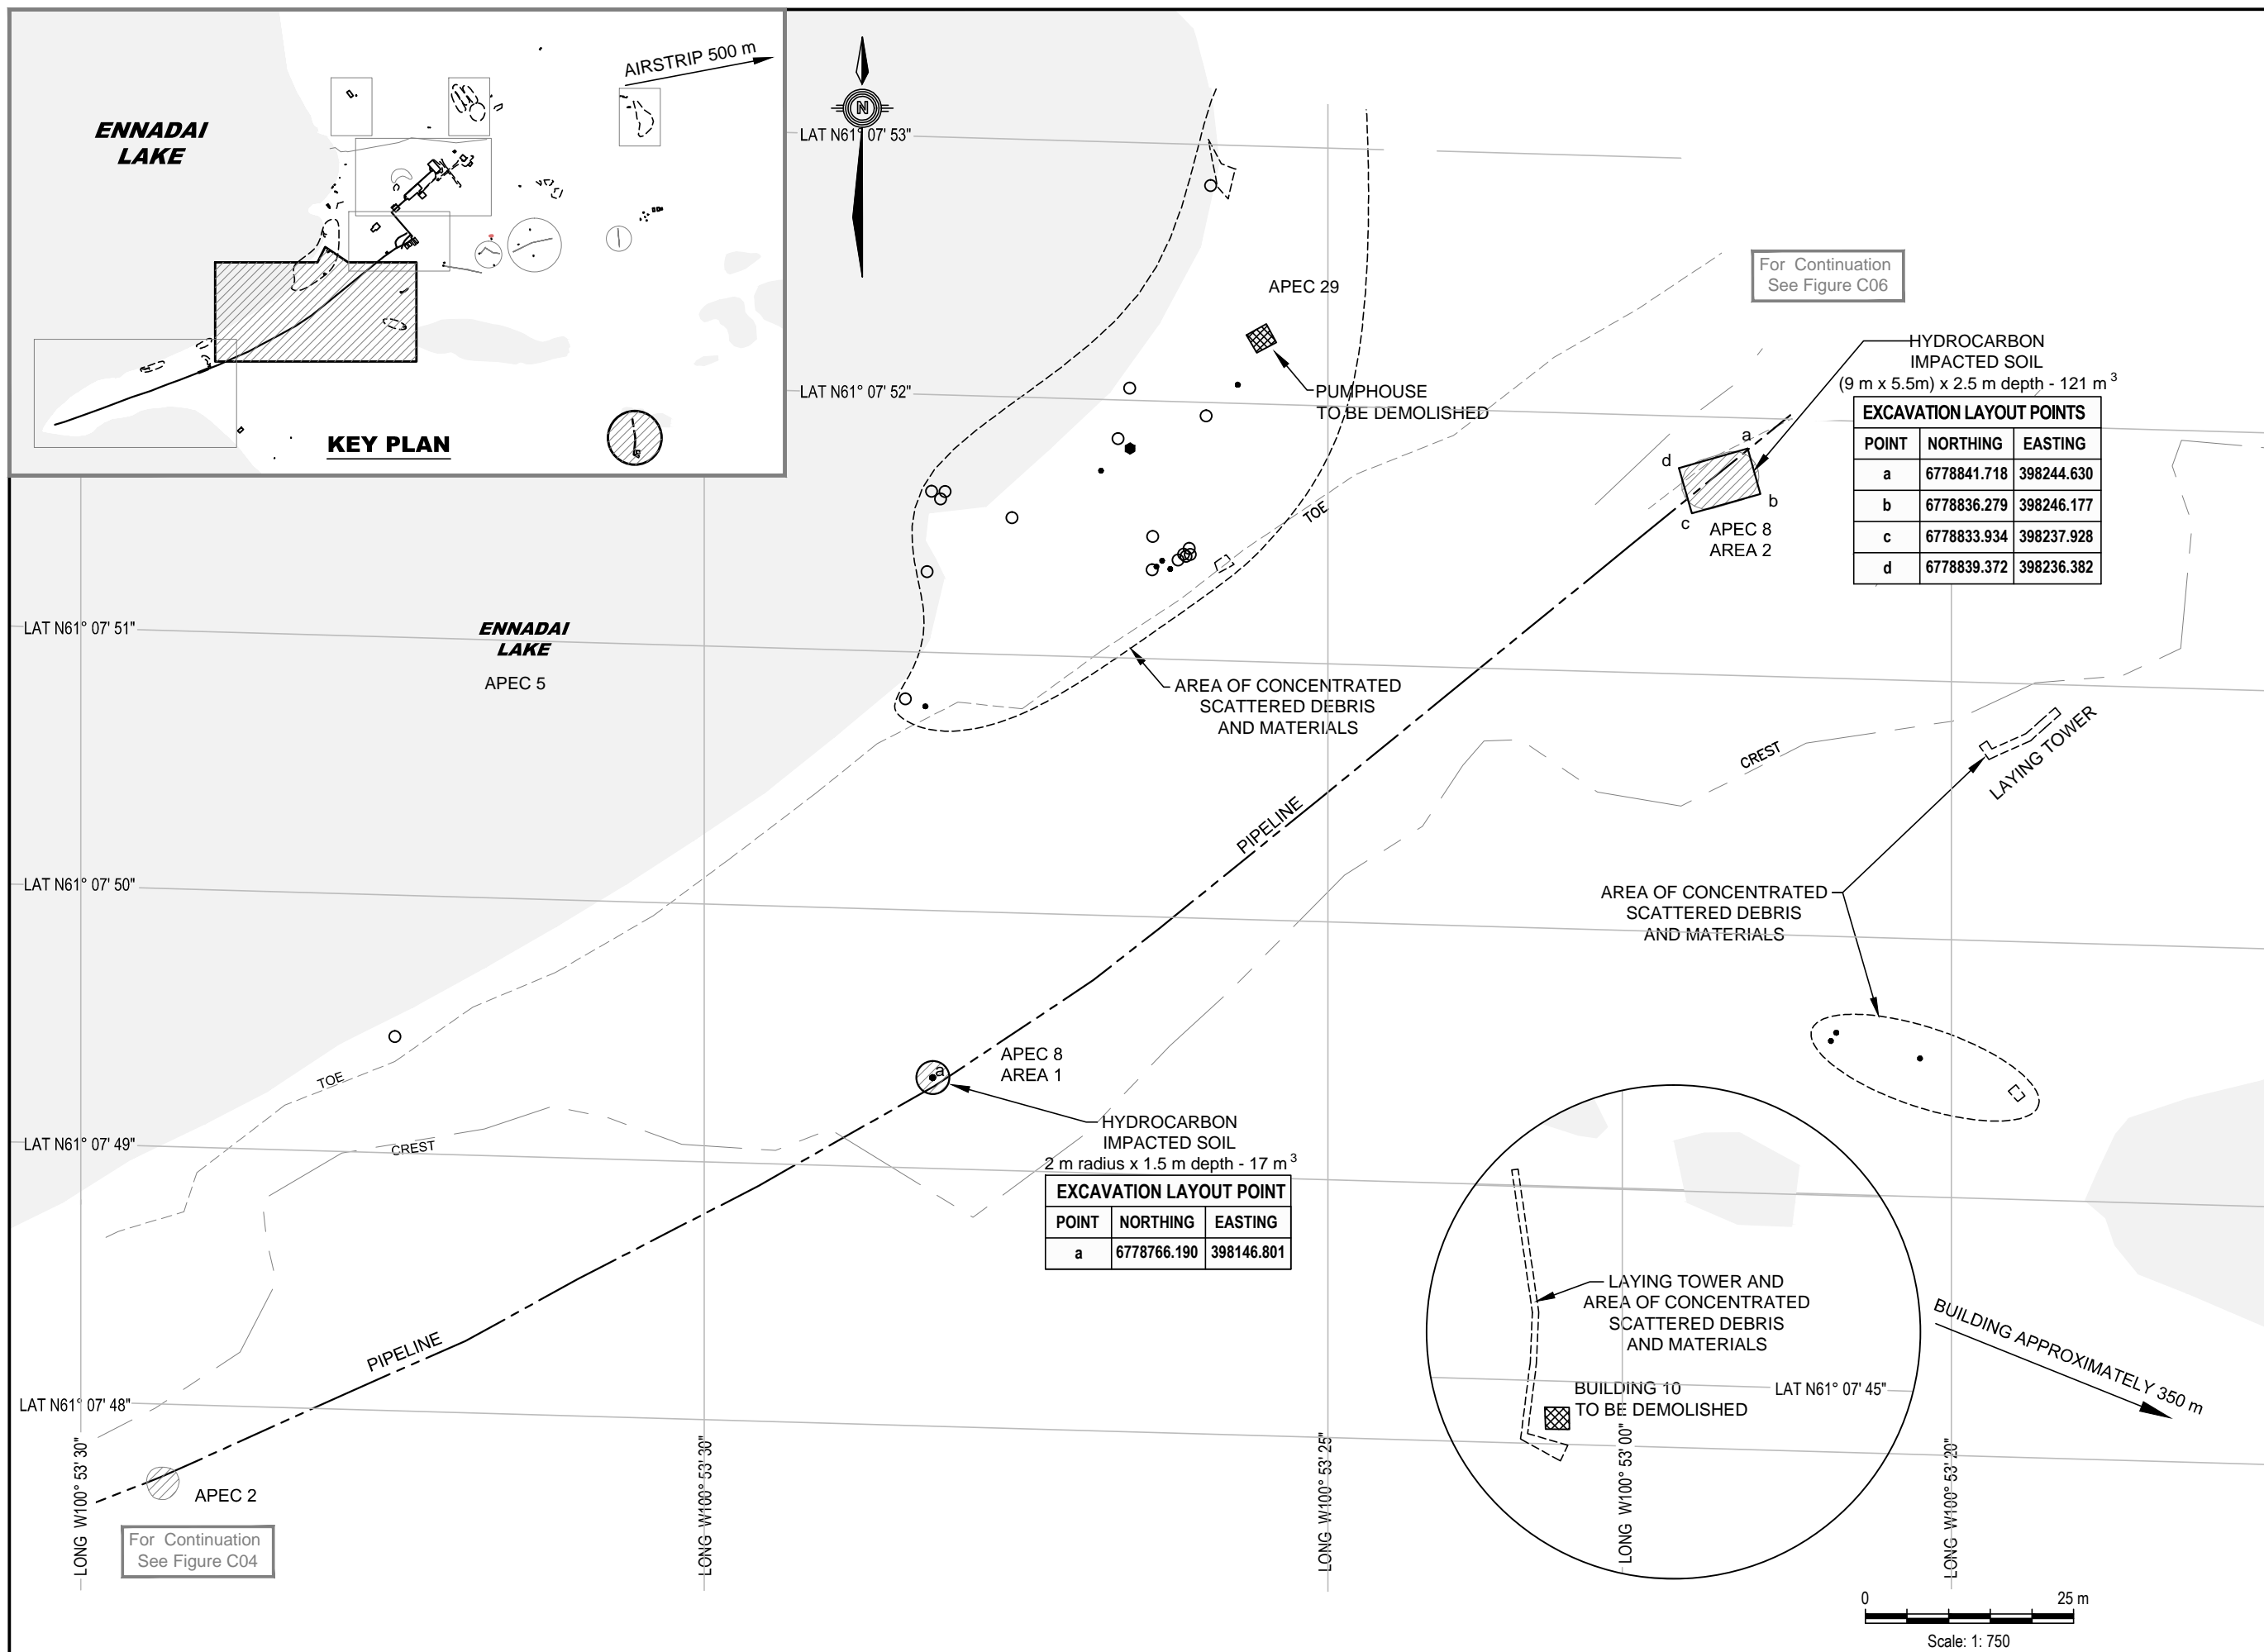 AIRSTRIP 500 m
ENNADAI
LAKE
KEY PLAN
N
LAT N61° 07' 53"
LAT N61° 07' 52"
LAT N61° 07' 51"
LAT N61° 07' 50"
LAT N61° 07' 49"
LAT N61° 07' 48"
APEC 29
PUMPHOUSE
TO BE DEMOLISHED
For Continuation
See Figure C06
HYDROCARBON
IMPACTED SOIL
(9 m x 5.5m) x 2.5 m depth - 121 m 3
EXCAVATION LAYOUT POINTS
POINT NORTHING EASTING
a 6778841.718 398244.630
b 6778836.279 398246.177
c 6778833.934 398237.928
d 6778839.372 398236.382
a
d
b
c
APEC 8
AREA 2
TOE
ENNADAI
LAKE
APEC 5
AREA OF CONCENTRATED
SCATTERED DEBRIS
AND MATERIALS
CREST
LAYING TOWER
PIPELINE
AREA OF CONCENTRATED
SCATTERED DEBRIS
AND MATERIALS
a
APEC 8
AREA 1
TOE
CREST
HYDROCARBON
IMPACTED SOIL
2 m radius x 1.5 m depth - 17 m 3
EXCAVATION LAYOUT POINT
POINT NORTHING EASTING
a 6778766.190 398146.801
LAYING TOWER AND
AREA OF CONCENTRATED
SCATTERED DEBRIS
AND MATERIALS
BUILDING 10
TO BE DEMOLISHED
LAT N61° 07' 45"
LONG W100° 53' 00"
BUILDING APPROXIMATELY 350 m
PIPELINE
APEC 2
For Continuation
See Figure C04
LONG W100° 53' 30"
LONG W100° 53' 30"
LONG W100° 53' 25"
LONG W100° 53' 20"
0 25 m
Scale: 1: 750